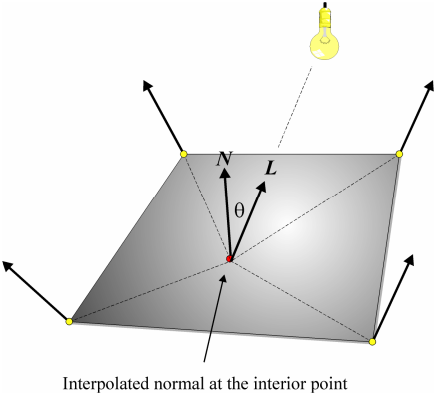 N
L
θ
Interpolated normal at the interior point